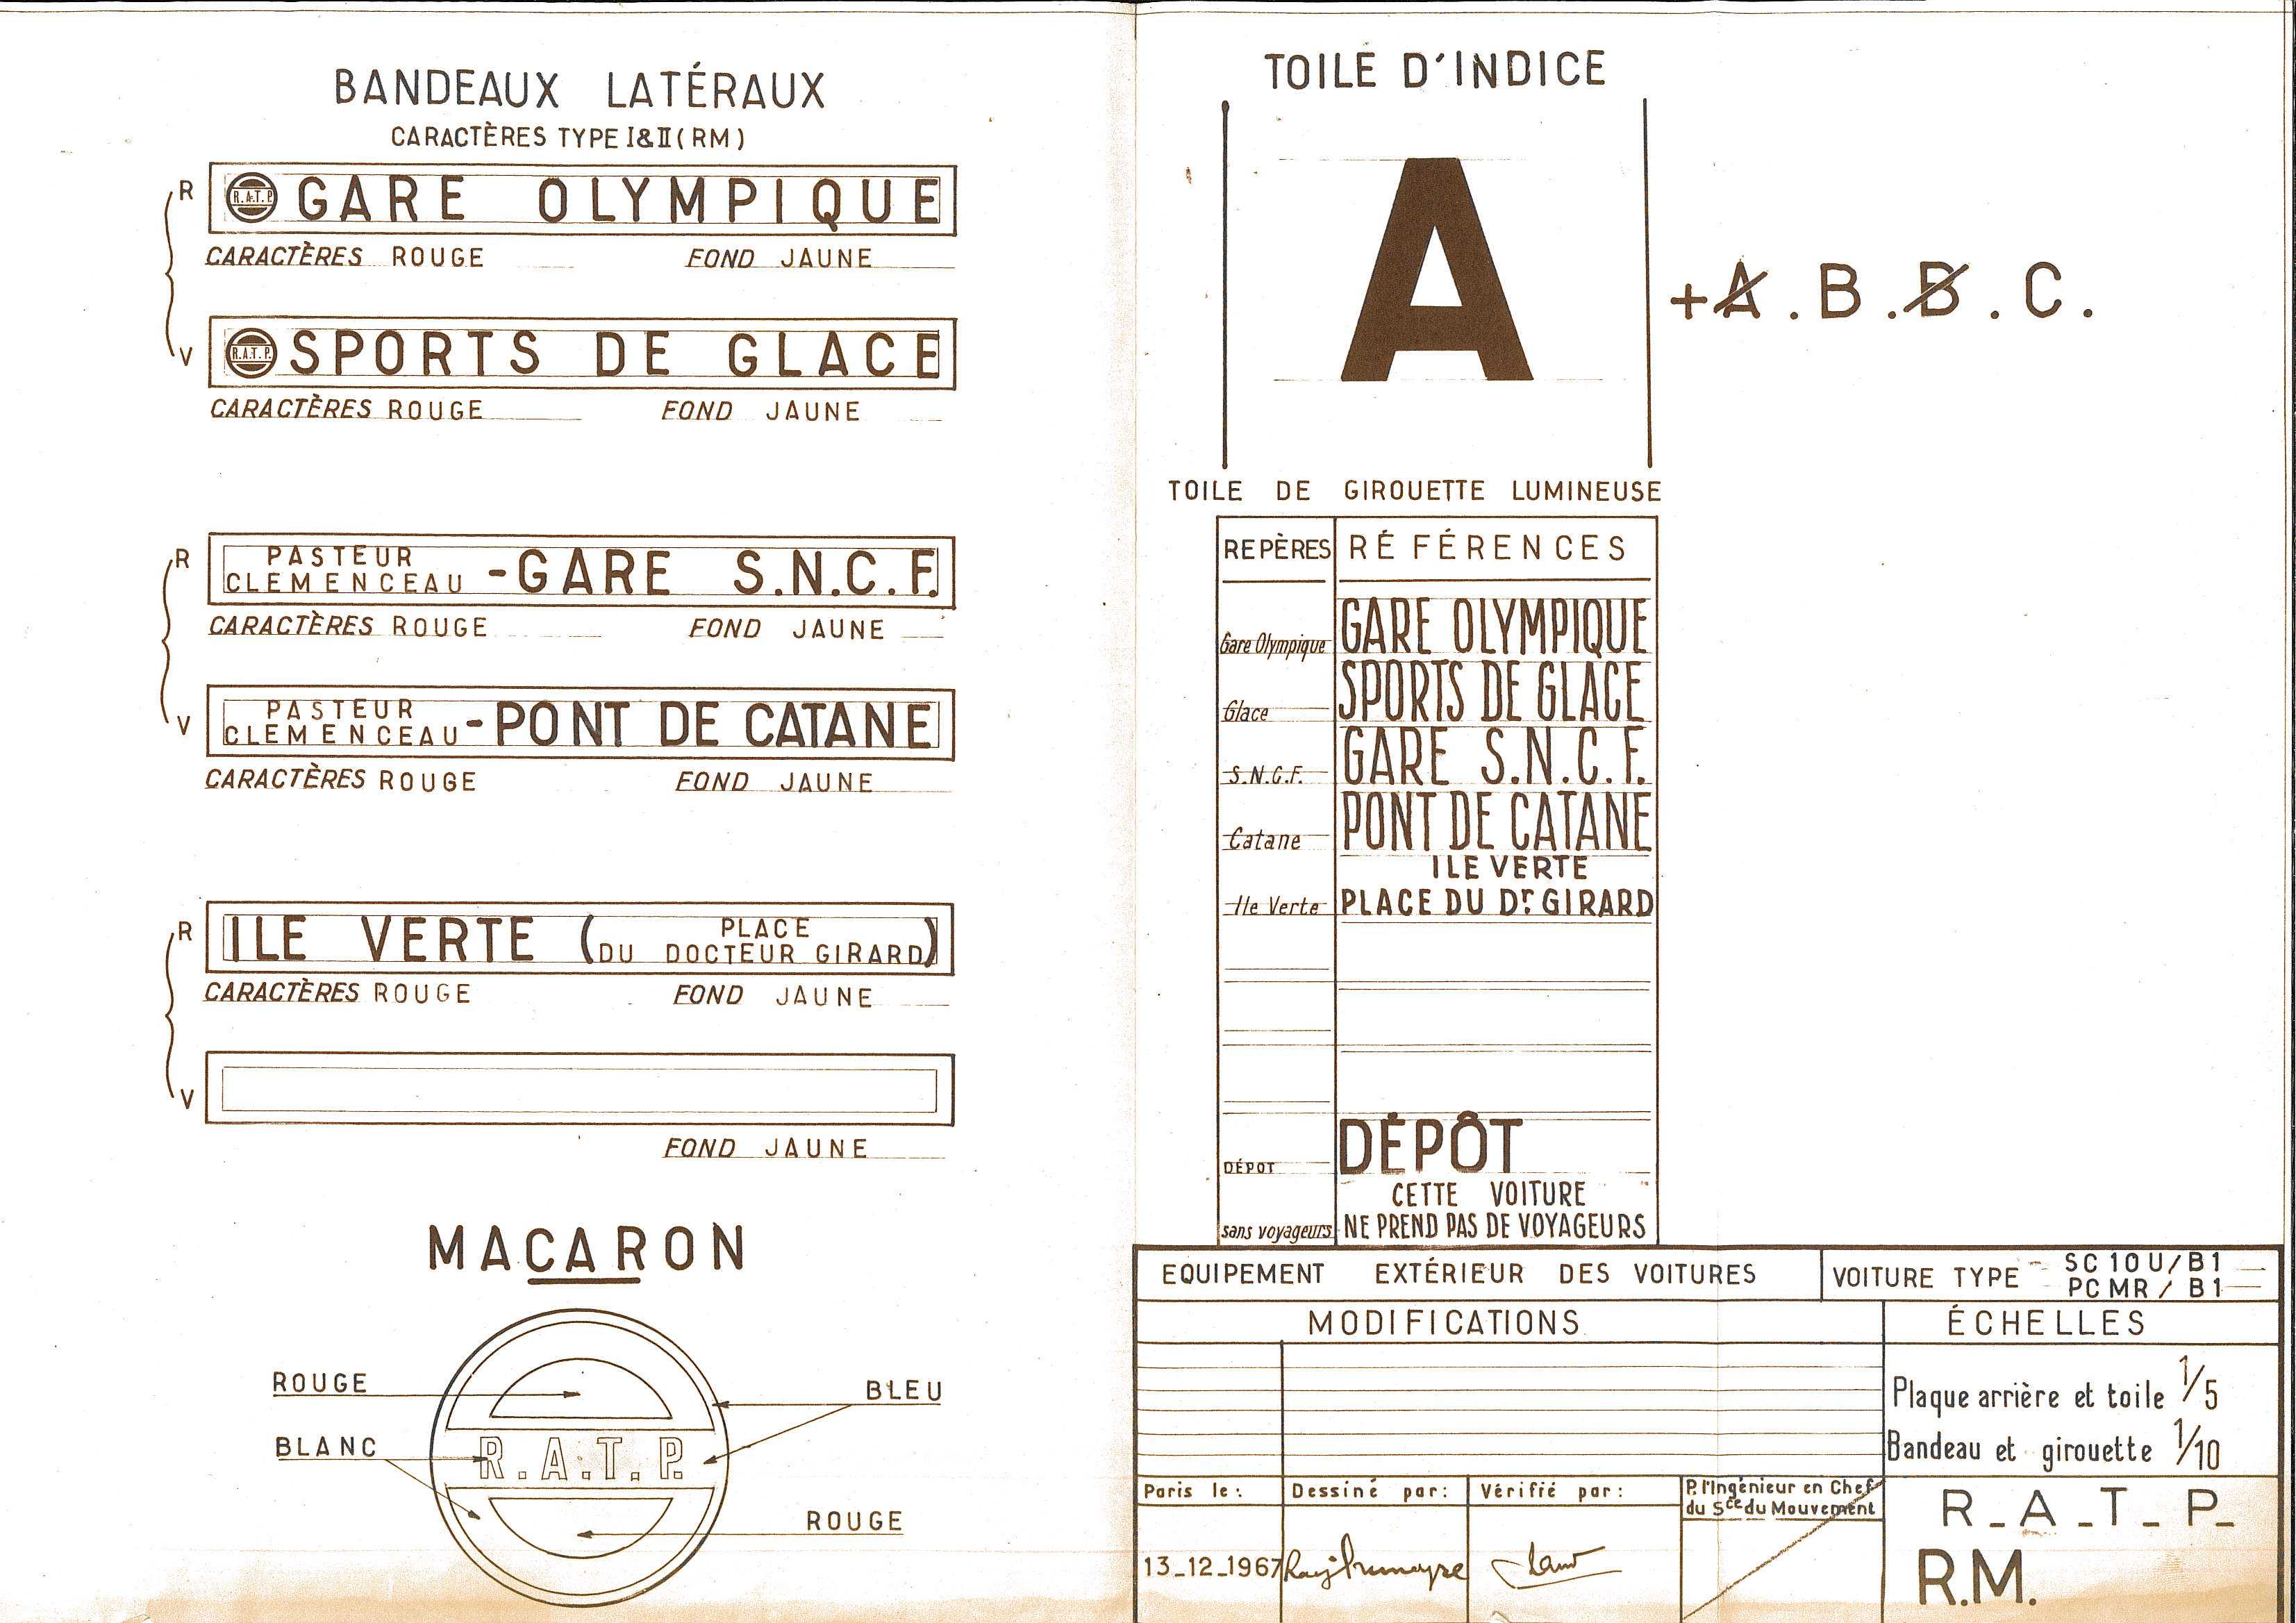 BANDEAUX LATÉRAUX
CARACTÈRES TYPE I & II (RM)
R
R.A.T.P. GARE OLYMPIQUE
CARACTÈRES ROUGE FOND JAUNE
V
R.A.T.P. SPORTS DE GLACE
CARACTÈRES ROUGE FOND JAUNE
R
PASTEUR
CLEMENCEAU - GARE S.N.C.F.
CARACTÈRES ROUGE FOND JAUNE
V
PASTEUR
CLEMENCEAU - PONT DE CATANE
CARACTÈRES ROUGE FOND JAUNE
R
ILE VERTE (PLACE
DU DOCTEUR GIRARD)
CARACTÈRES ROUGE FOND JAUNE
V
FOND JAUNE
MACARON
ROUGE
BLEU
BLANC
R.A.T.P.
ROUGE
TOILE D'INDICE
A
+A.B.B.C.
TOILE DE GIROUETTE LUMINEUSE
REPÈRES RÉFÉRENCES
Gare Olympique GARE OLYMPIQUE
Glace SPORTS DE GLACE
S.N.C.F. GARE S.N.C.F.
Catane PONT DE CATANE
ILE VERTE
Ile Verte PLACE DU Dr GIRARD
DÉPOT DÉPÔT
CETTE VOITURE
sans voyageurs NE PREND PAS DE VOYAGEURS
EQUIPEMENT EXTÉRIEUR DES VOITURES
VOITURE TYPE SC 10 U/B1
PC MR / B1
MODIFICATIONS
ÉCHELLES
Plaque arrière et toile 1/5
Bandeau et girouette 1/10
Paris le : Dessiné par : Vérifié par : P. l'Ingénieur en Chef
du Sce du Mouvement
13_12_1967
R_A_T_P_
R.M.